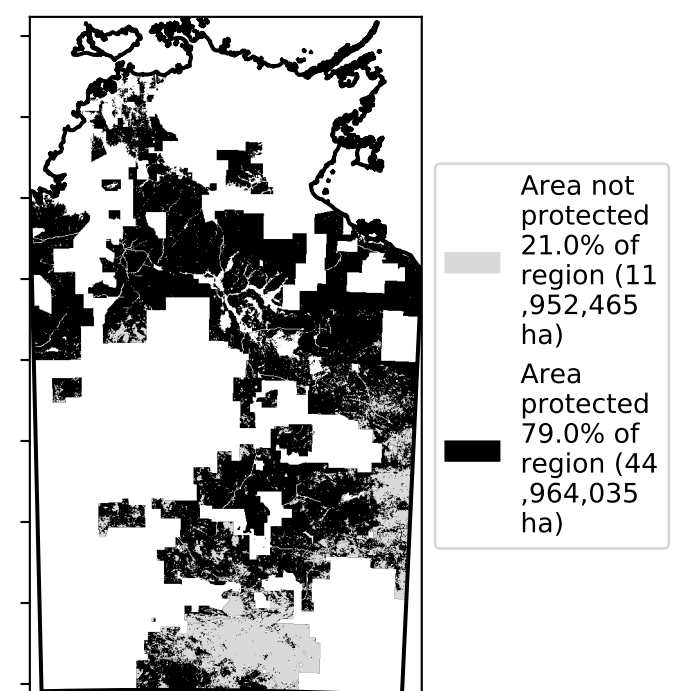 Area not
protected
21.0% of
region (11
,952,465
ha)
Area
protected
79.0% of
region (44
,964,035
ha)